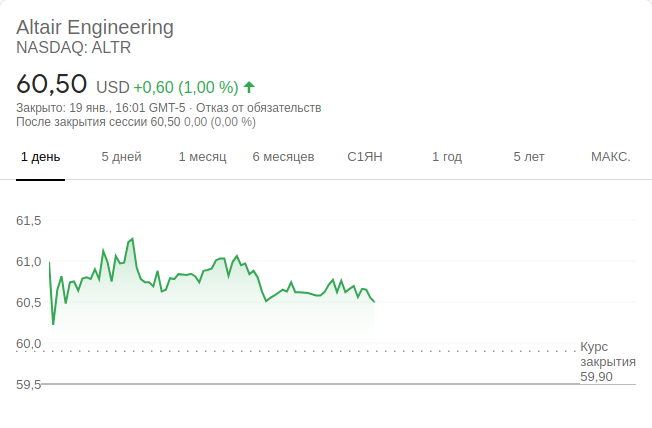 Altair Engineering
NASDAQ: ALTR
60,50 USD +0,60 (1,00 %)
Закрыто: 19 янв., 16:01 GMT-5 · Отказ от обязательств
После закрытия сессии 60,50 0,00 (0,00 %)
1 день 5 дней 1 месяц 6 месяцев С1ЯН 1 год 5 лет МАКС.
61,5
61,0
60,5
60,0
Курс
закрытия
59,90
59,5